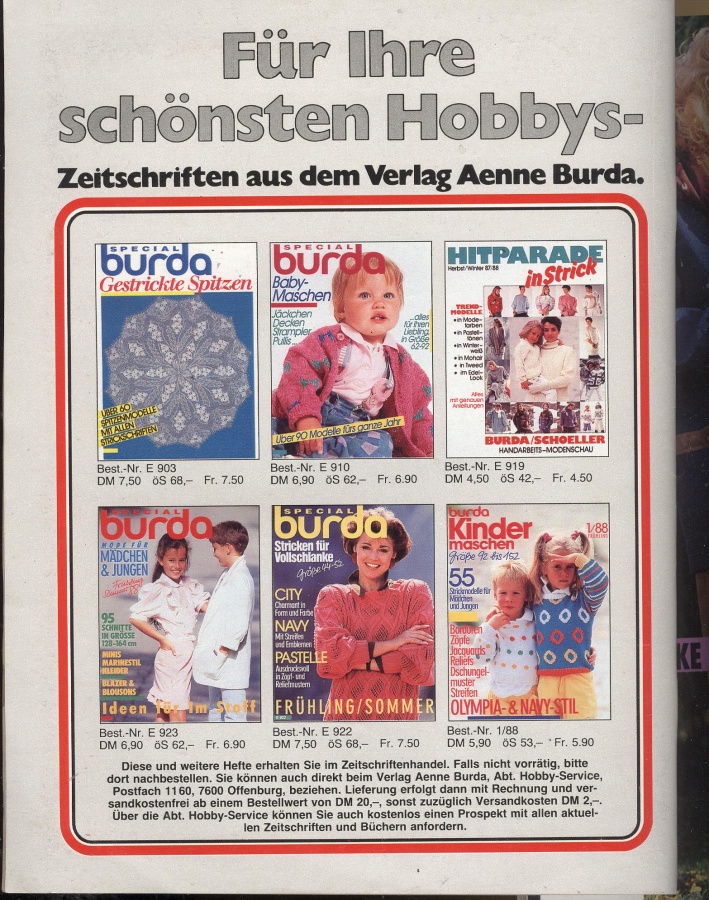 Für Ihre
schönsten Hobbys-
Zeitschriften aus dem Verlag Aenne Burda.
SPECIAL
burda
Gestrickte Spitzen
ÜBER 60
SPITZENMODELLE
MIT ALLEN
STRICKSCHRIFTEN
Best.-Nr. E 903
DM 7,50 öS 68,– Fr. 7.50
SPECIAL
burda
Baby-
Maschen
Jäckchen
Decken
Strampler
Pullis ...
...alles
für Ihren
Liebling,
in Größe
62-92
Über 90 Modelle fürs ganze Jahr
Best.-Nr. E 910
DM 6,90 öS 62,– Fr. 6.90
HITPARADE
Herbst/Winter 87/88
in Strick
TREND-
MODELLE
• in Mode-
farben
• in Pastell-
tönen
• in Winter-
weiß
• in Mohair
• in Tweed
• im Edel-
Look
Alles
mit genauen
Anleitungen
BURDA/SCHOELLER
HANDARBEITS-MODENSCHAU
Best.-Nr. E 919
DM 4,50 öS 42,– Fr. 4.50
SPECIAL
burda
MODE FÜR
MÄDCHEN
& JUNGEN
95
SCHNITTE
IN GRÖSSE
128-164 cm
MINIS
MARINESTIL
KLEIDER
BLAZER &
BLOUSONS
Ideen für im Stoff
Best.-Nr. E 923
DM 6,90 öS 62,– Fr. 6.90
SPECIAL
burda
Stricken für
Vollschlanke
Größe 44-52
CITY
Charmant in
Form und Farbe
NAVY
Mit Streifen
und Emblemen
PASTELLE
Ausdrucksvoll
in Zopf- und
Reliefmustern
FRÜHLING/SOMMER
Best.-Nr. E 922
DM 7,50 öS 68,– Fr. 7.50
burda
Kinder
maschen
1/88
FRÜHLING
Größe 92 bis 152
55
Strickmodelle für
Mädchen
und Jungen
Bordüren
Zöpfe
Jacquards
Reliefs
Dschungel-
muster
Streifen
OLYMPIA- & NAVY-STIL
Best.-Nr. 1/88
DM 5,90 öS 53,– Fr. 5.90
Diese und weitere Hefte erhalten Sie im Zeitschriftenhandel. Falls nicht vorrätig, bitte
dort nachbestellen. Sie können auch direkt beim Verlag Aenne Burda, Abt. Hobby-Service,
Postfach 1160, 7600 Offenburg, beziehen. Lieferung erfolgt dann mit Rechnung und ver-
sandkostenfrei ab einem Bestellwert von DM 20,–, sonst zuzüglich Versandkosten DM 2,–.
Über die Abt. Hobby-Service können Sie auch kostenlos einen Prospekt mit allen aktuel-
len Zeitschriften und Büchern anfordern.
KE